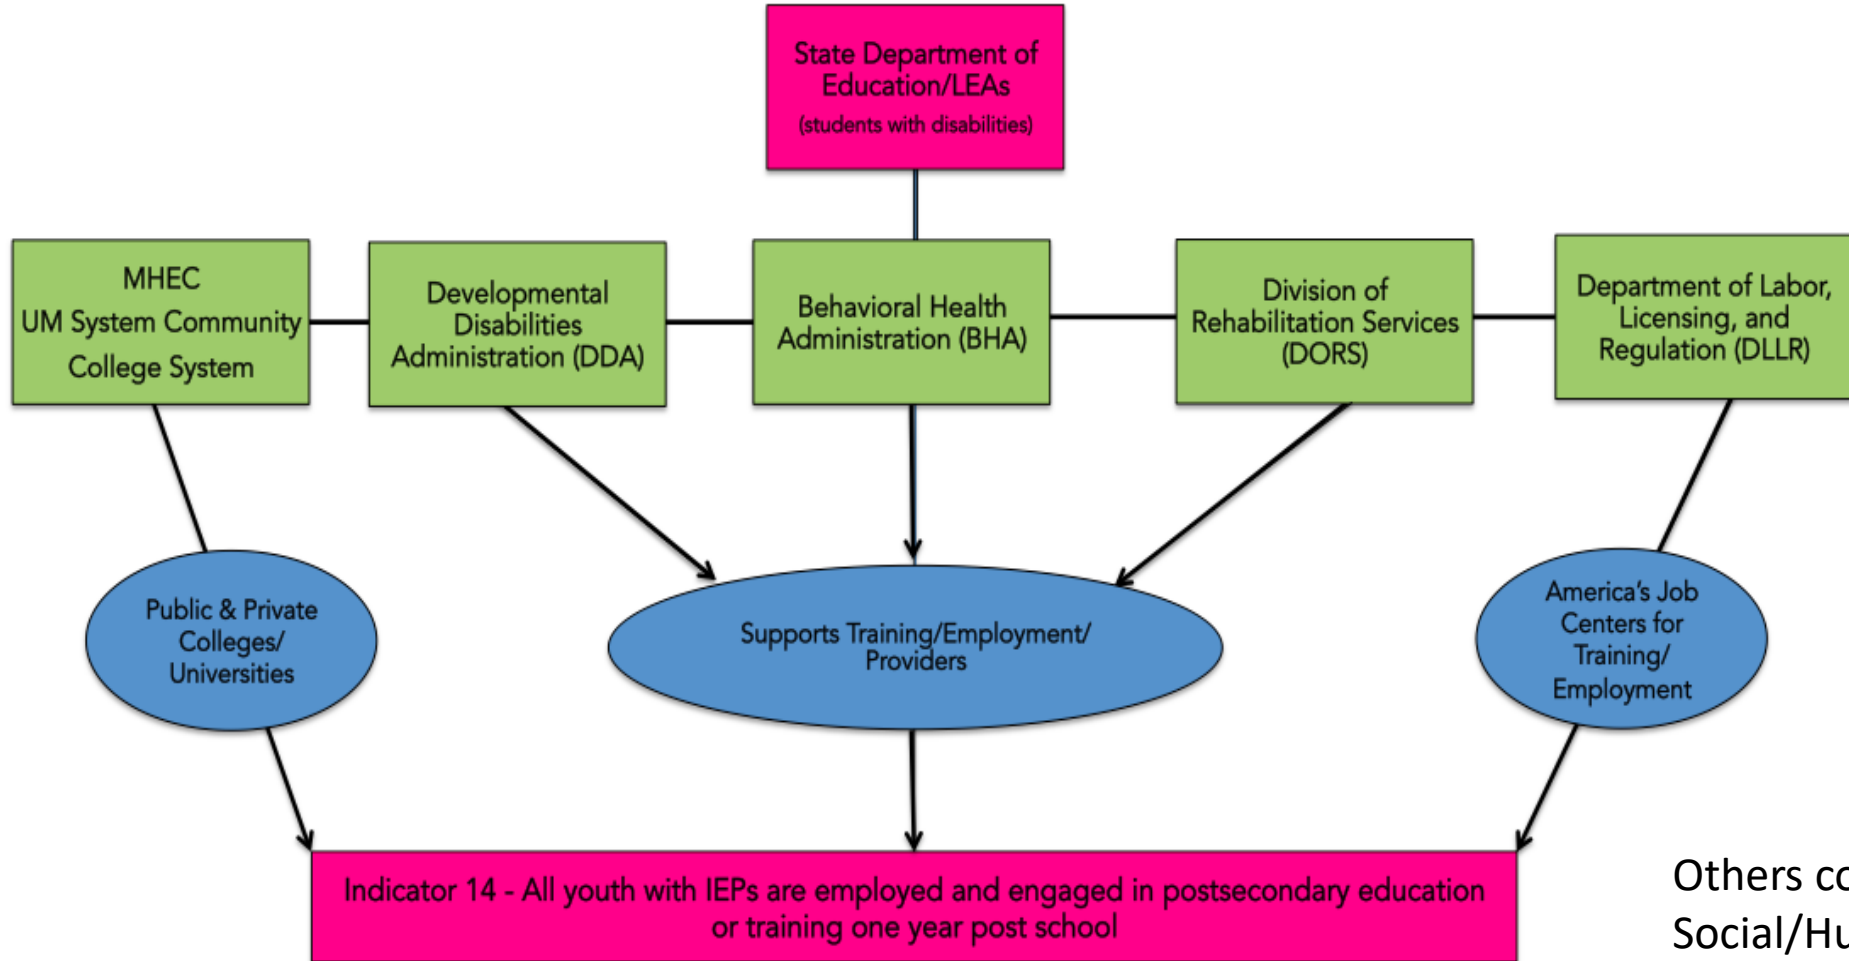 State Department of
Education/LEAs
(students with disabilities)
MHEC
UM System Community
College System
Developmental
Disabilities
Administration (DDA)
Behavioral Health
Administration (BHA)
Division of
Rehabilitation Services
(DORS)
Department of Labor,
Licensing, and
Regulation (DLLR)
Public & Private
Colleges/
Universities
Supports Training/Employment/
Providers
America's Job
Centers for
Training/
Employment
Indicator 14 - All youth with IEPs are employed and engaged in postsecondary education
or training one year post school
Others
Social/